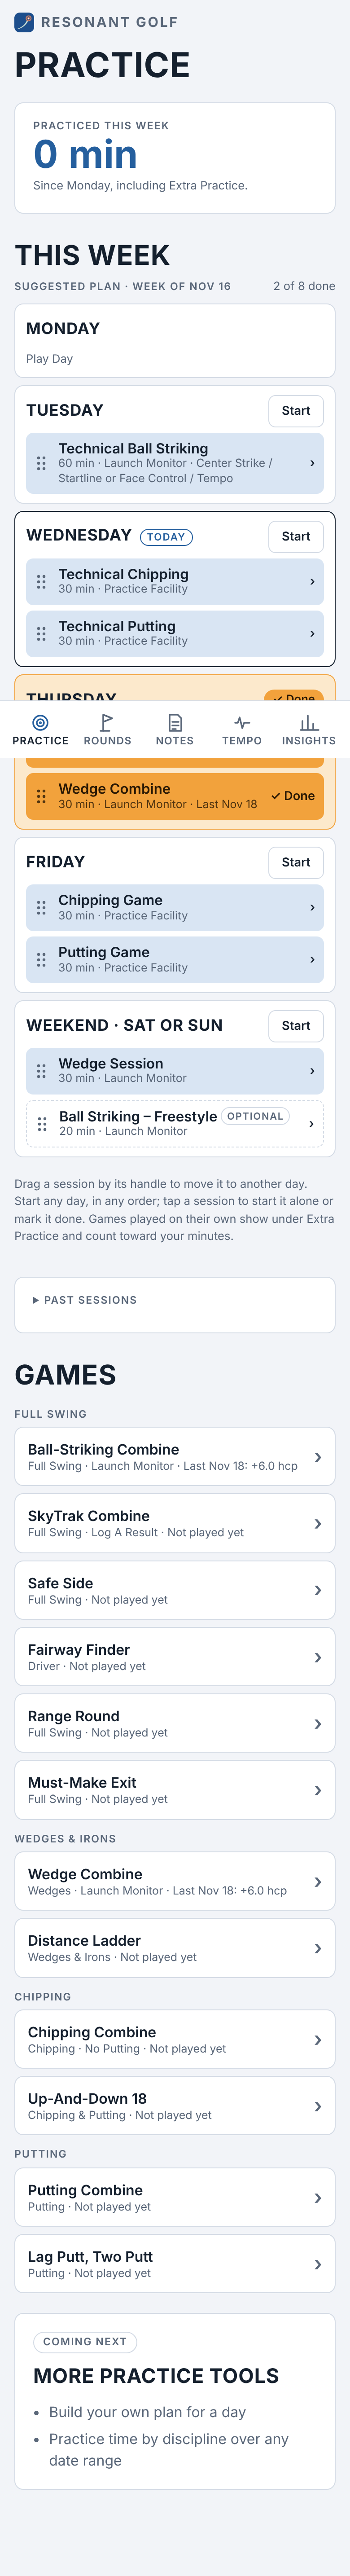 RESONANT GOLF
PRACTICE
PRACTICED THIS WEEK
0 min
Since Monday, including Extra Practice.
THIS WEEK
SUGGESTED PLAN · WEEK OF NOV 16
2 of 8 done
MONDAY
Play Day
TUESDAY
Start
Technical Ball Striking
60 min · Launch Monitor · Center Strike /
Startline or Face Control / Tempo
›
WEDNESDAY
TODAY
Start
Technical Chipping
30 min · Practice Facility
›
Technical Putting
30 min · Practice Facility
›
THURSDAY
✓ Done
PRACTICE
ROUNDS
NOTES
TEMPO
INSIGHTS
Wedge Combine
30 min · Launch Monitor · Last Nov 18
✓ Done
FRIDAY
Start
Chipping Game
30 min · Practice Facility
›
Putting Game
30 min · Practice Facility
›
WEEKEND · SAT OR SUN
Start
Wedge Session
30 min · Launch Monitor
›
Ball Striking – Freestyle
OPTIONAL
20 min · Launch Monitor
›
Drag a session by its handle to move it to another day.
Start any day, in any order; tap a session to start it alone or
mark it done. Games played on their own show under Extra
Practice and count toward your minutes.
▸ PAST SESSIONS
GAMES
FULL SWING
Ball-Striking Combine
Full Swing · Launch Monitor · Last Nov 18: +6.0 hcp
›
SkyTrak Combine
Full Swing · Log A Result · Not played yet
›
Safe Side
Full Swing · Not played yet
›
Fairway Finder
Driver · Not played yet
›
Range Round
Full Swing · Not played yet
›
Must-Make Exit
Full Swing · Not played yet
›
WEDGES & IRONS
Wedge Combine
Wedges · Launch Monitor · Last Nov 18: +6.0 hcp
›
Distance Ladder
Wedges & Irons · Not played yet
›
CHIPPING
Chipping Combine
Chipping · No Putting · Not played yet
›
Up-And-Down 18
Chipping & Putting · Not played yet
›
PUTTING
Putting Combine
Putting · Not played yet
›
Lag Putt, Two Putt
Putting · Not played yet
›
COMING NEXT
MORE PRACTICE TOOLS
• Build your own plan for a day
• Practice time by discipline over any
date range